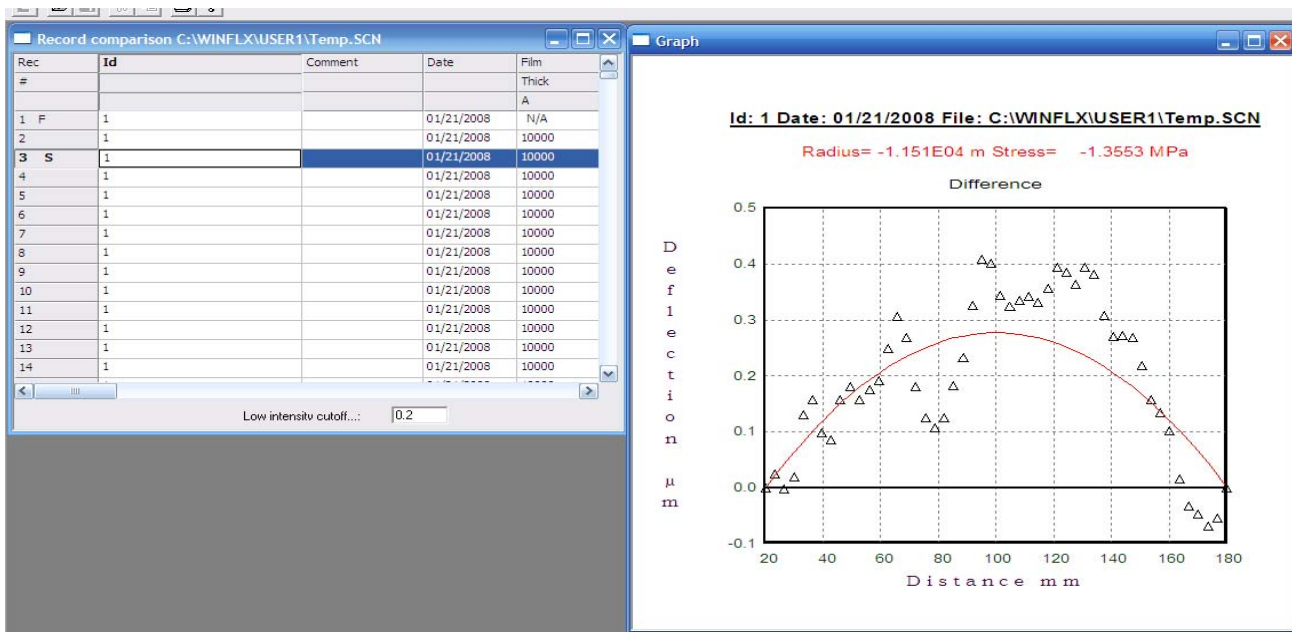 Record comparison C:\WINFLX\USER1\Temp.SCN
Rec Id Comment Date Film
# Thick
A
1 F 1 01/21/2008 N/A
2 1 01/21/2008 10000
3 S 1 01/21/2008 10000
4 1 01/21/2008 10000
5 1 01/21/2008 10000
6 1 01/21/2008 10000
7 1 01/21/2008 10000
8 1 01/21/2008 10000
9 1 01/21/2008 10000
10 1 01/21/2008 10000
11 1 01/21/2008 10000
12 1 01/21/2008 10000
13 1 01/21/2008 10000
14 1 01/21/2008 10000
Low intensity cutoff...: 0.2
Graph
Id: 1 Date: 01/21/2008 File: C:\WINFLX\USER1\Temp.SCN
Radius= -1.151E04 m Stress= -1.3553 MPa
Difference
Deflection µm
0.5
0.4
0.3
0.2
0.1
0.0
-0.1
20 40 60 80 100 120 140 160 180
Distance mm